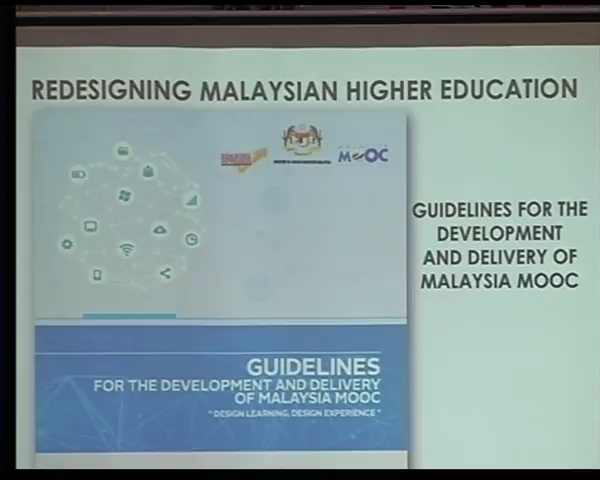 REDESIGNING MALAYSIAN HIGHER EDUCATION
MeOC
GUIDELINES FOR THE
DEVELOPMENT
AND DELIVERY OF
MALAYSIA MOOC
GUIDELINES
FOR THE DEVELOPMENT AND DELIVERY
OF MALAYSIA MOOC
"DESIGN LEARNING, DESIGN EXPERIENCE"